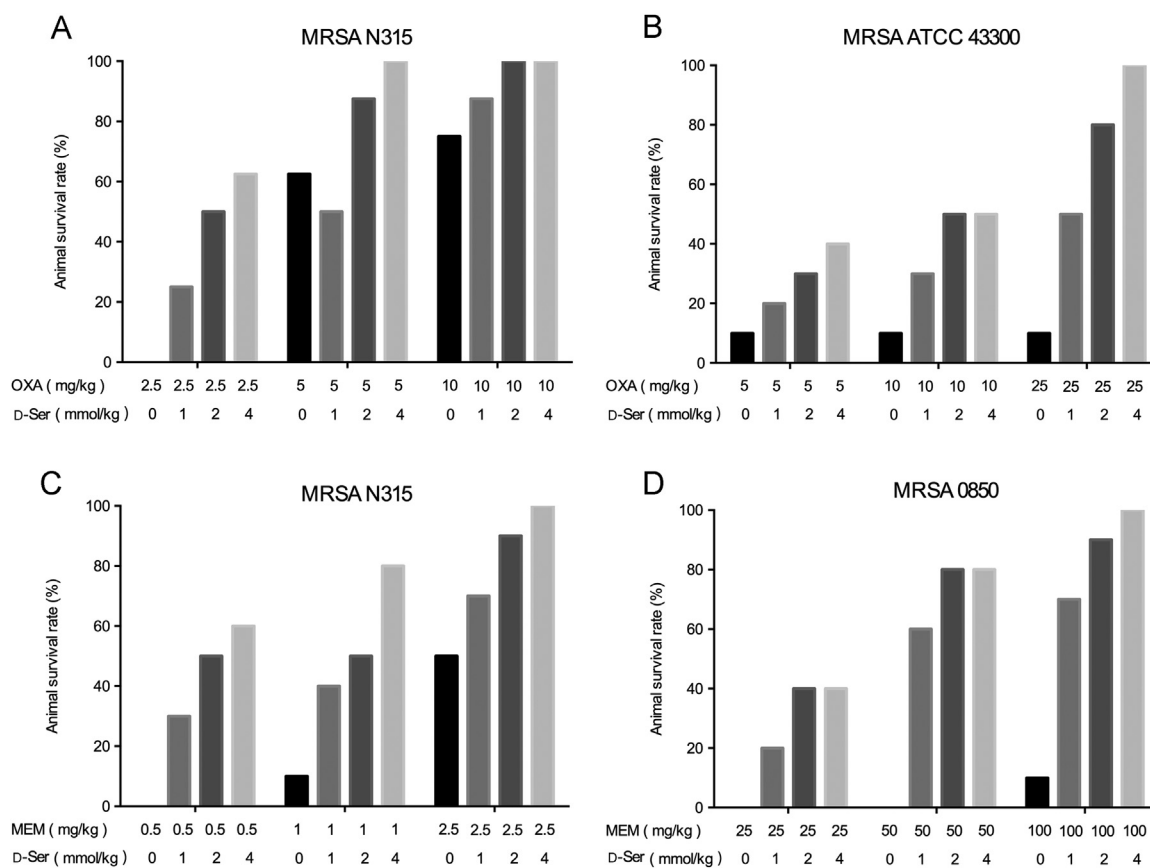 A
MRSA N315
Animal survival rate (%)
100
80
60
40
20
0
OXA ( mg/kg ) 2.5 2.5 2.5 2.5 5 5 5 5 10 10 10 10
D-Ser ( mmol/kg ) 0 1 2 4 0 1 2 4 0 1 2 4
B
MRSA ATCC 43300
Animal survival rate (%)
100
80
60
40
20
0
OXA ( mg/kg ) 5 5 5 5 10 10 10 10 25 25 25 25
D-Ser ( mmol/kg ) 0 1 2 4 0 1 2 4 0 1 2 4
C
MRSA N315
Animal survival rate (%)
100
80
60
40
20
0
MEM ( mg/kg ) 0.5 0.5 0.5 0.5 1 1 1 1 2.5 2.5 2.5 2.5
D-Ser ( mmol/kg ) 0 1 2 4 0 1 2 4 0 1 2 4
D
MRSA 0850
Animal survival rate (%)
100
80
60
40
20
0
MEM ( mg/kg ) 25 25 25 25 50 50 50 50 100 100 100 100
D-Ser ( mmol/kg ) 0 1 2 4 0 1 2 4 0 1 2 4